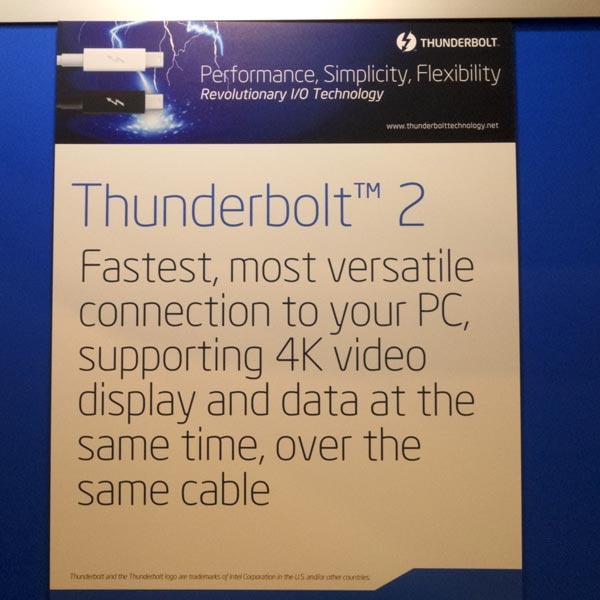 THUNDERBOLT™
Performance, Simplicity, Flexibility
Revolutionary I/O Technology
www.thunderbolttechnology.net
Thunderbolt™ 2
Fastest, most versatile
connection to your PC,
supporting 4K video
display and data at the
same time, over the
same cable
Thunderbolt and the Thunderbolt logo are trademarks of Intel Corporation in the U.S. and/or other countries.